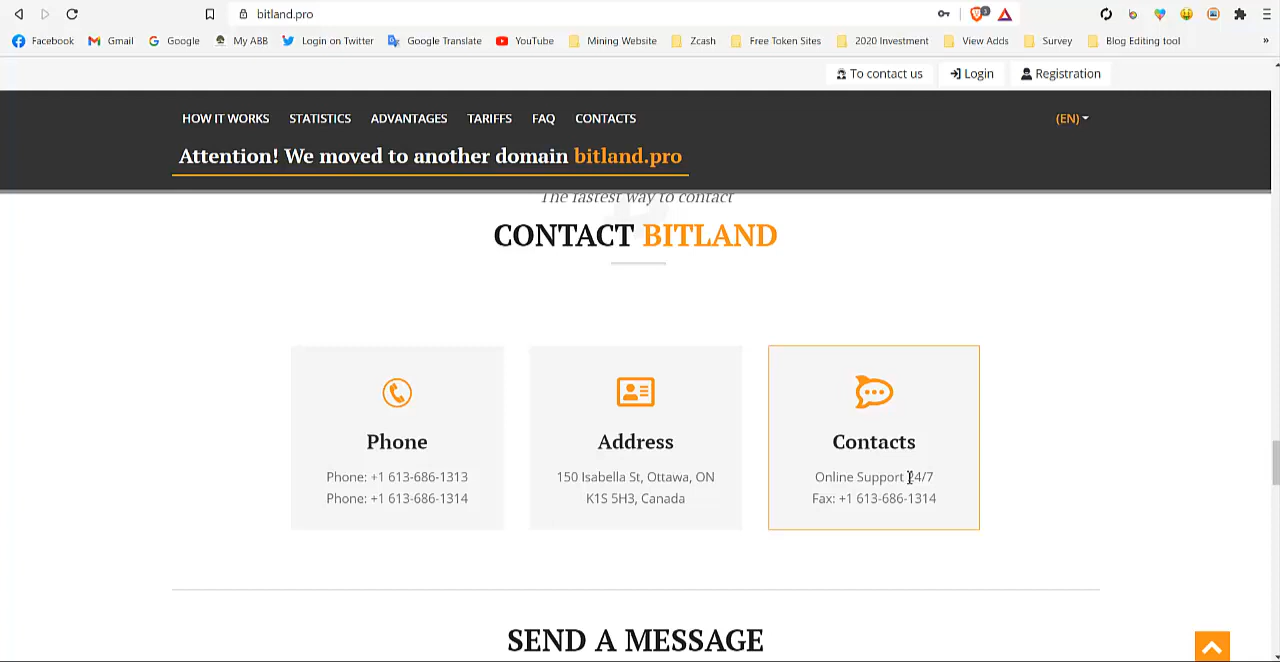 bitland.pro
3
Facebook Gmail Google My ABB Login on Twitter Google Translate YouTube Mining Website Zcash Free Token Sites 2020 Investment View Adds Survey Blog Editing tool »
To contact us Login Registration
HOW IT WORKS STATISTICS ADVANTAGES TARIFFS FAQ CONTACTS (EN)
Attention! We moved to another domain bitland.pro
The fastest way to contact
CONTACT BITLAND
Phone
Phone: +1 613-686-1313
Phone: +1 613-686-1314
Address
150 Isabella St, Ottawa, ON
K1S 5H3, Canada
Contacts
Online Support 24/7
Fax: +1 613-686-1314
SEND A MESSAGE